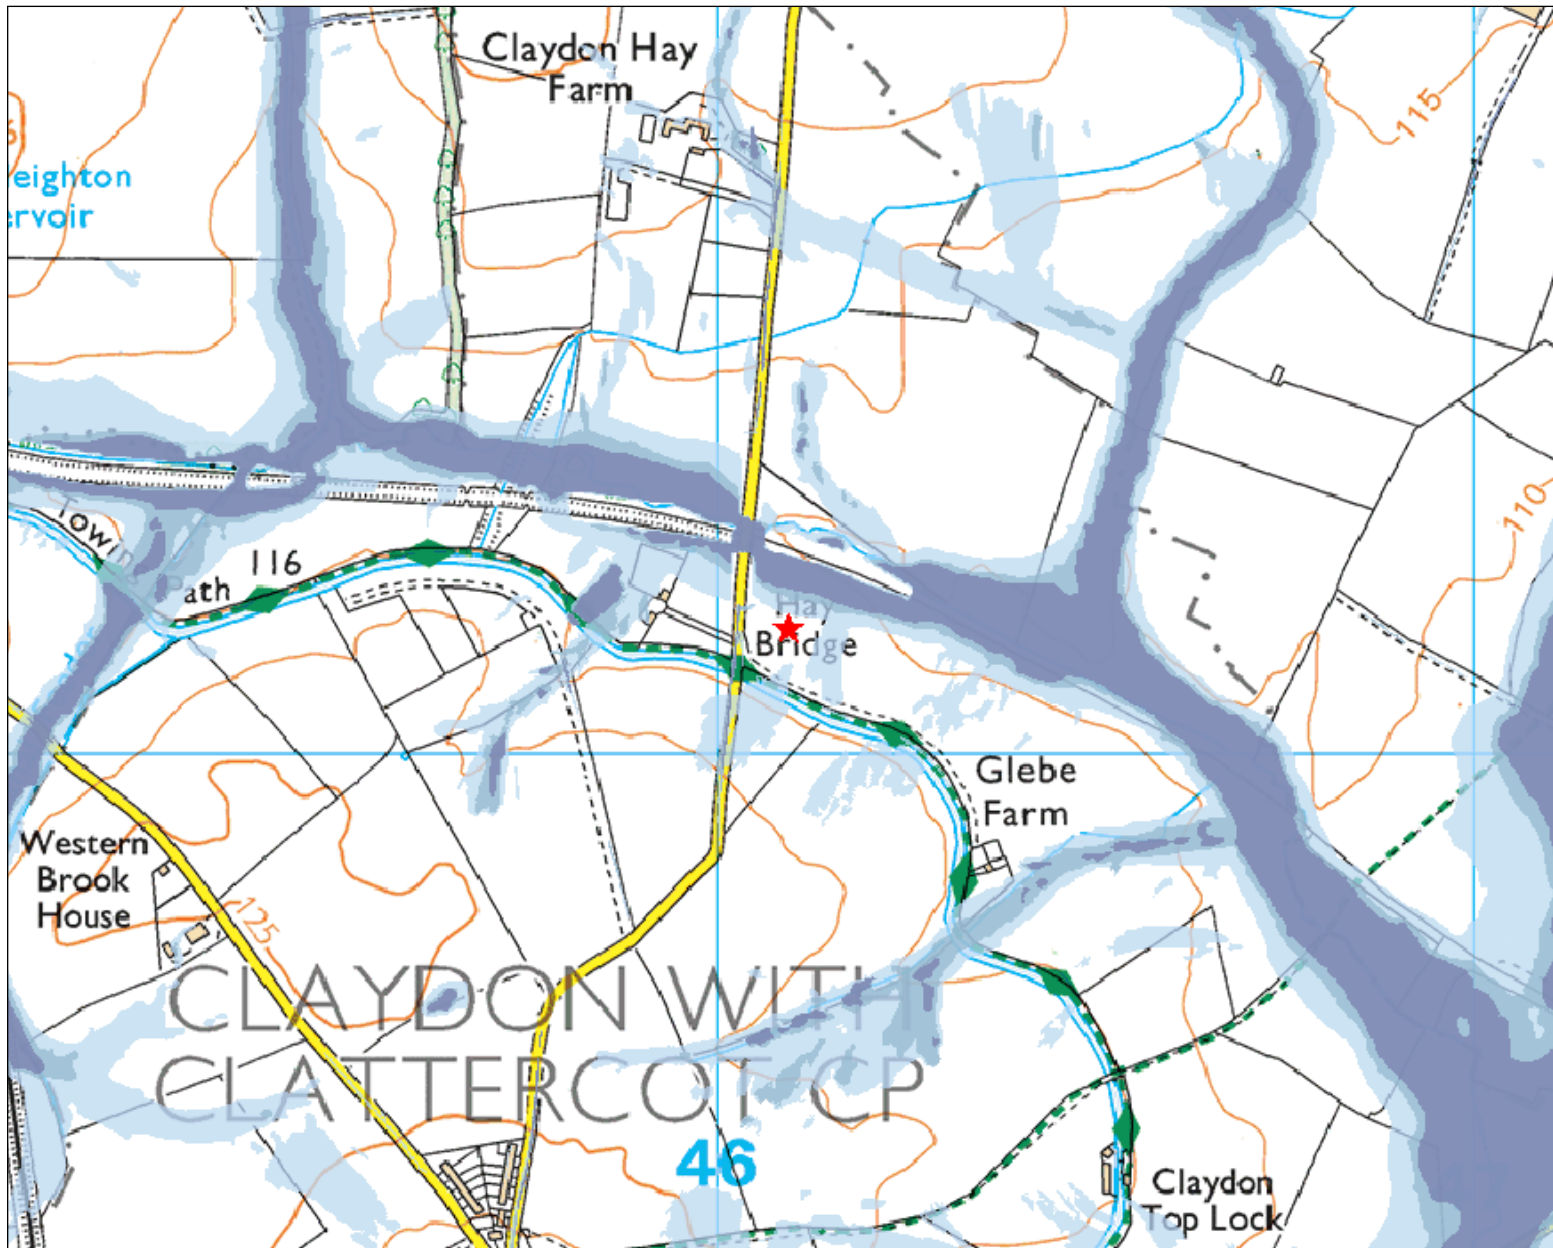 Claydon Hay
Farm
115
eighton
ervoir
110
Towin
Path
116
Hay
Bridge
Glebe
Farm
Western
Brook
House
125
CLAYDON WITH
CLATTERCOT CP
46
Claydon
Top Lock